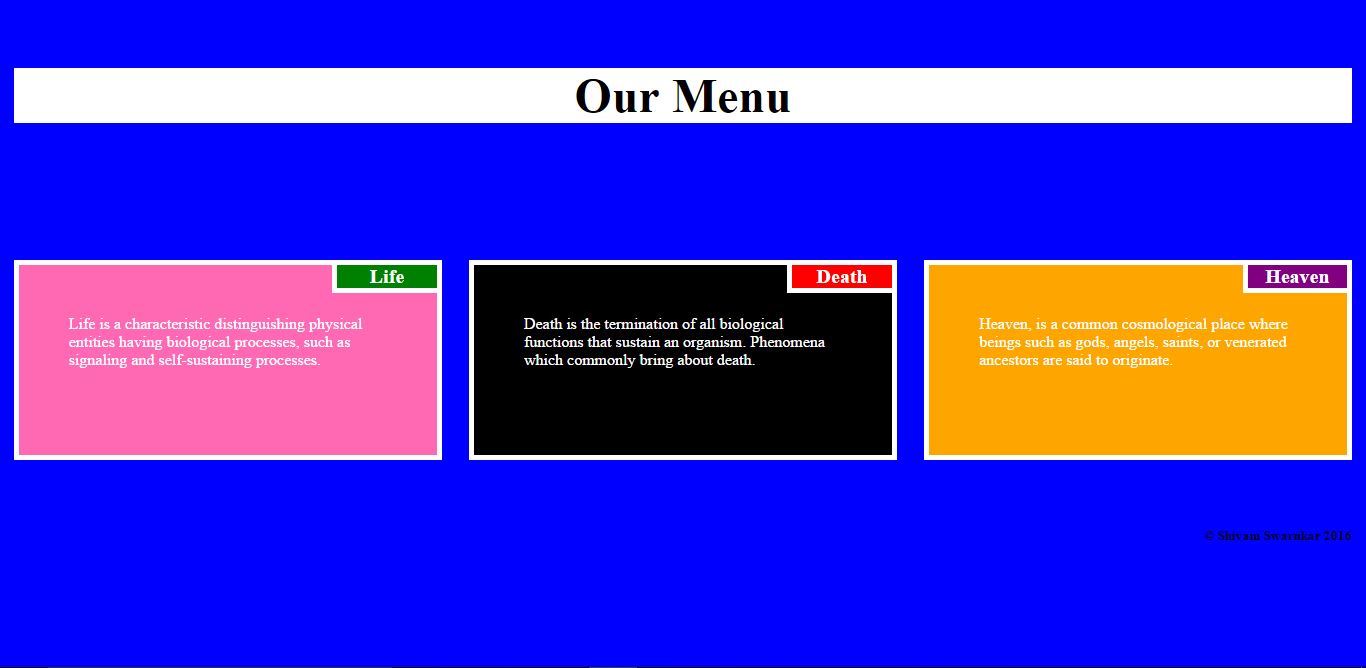 Our Menu
Life
Life is a characteristic distinguishing physical
entities having biological processes, such as
signaling and self-sustaining processes.
Death
Death is the termination of all biological
functions that sustain an organism. Phenomena
which commonly bring about death.
Heaven
Heaven, is a common cosmological place where
beings such as gods, angels, saints, or venerated
ancestors are said to originate.
© Shivam Swarnkar 2016